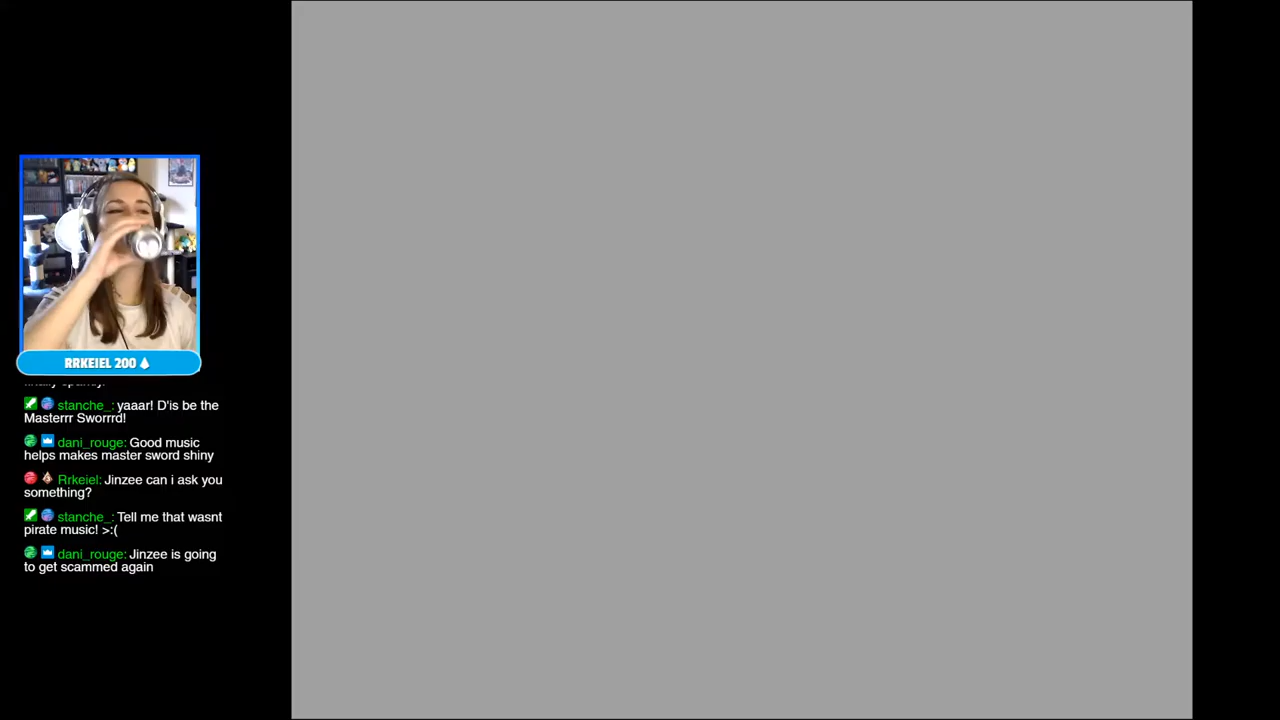 RRKEIEL 200
stanche_: yaaar! D'is be the
Masterrr Sworrrd!
dani_rouge: Good music
helps makes master sword shiny
Rrkeiel: Jinzee can i ask you
something?
stanche_: Tell me that wasnt
pirate music! >:(
dani_rouge: Jinzee is going
to get scammed again